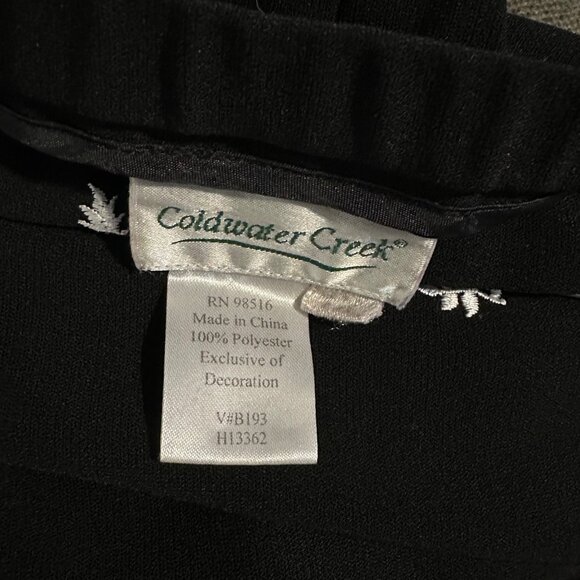 Coldwater Creek®
RN 98516
Made in China
100% Polyester
Exclusive of
Decoration
V#B193
H13362